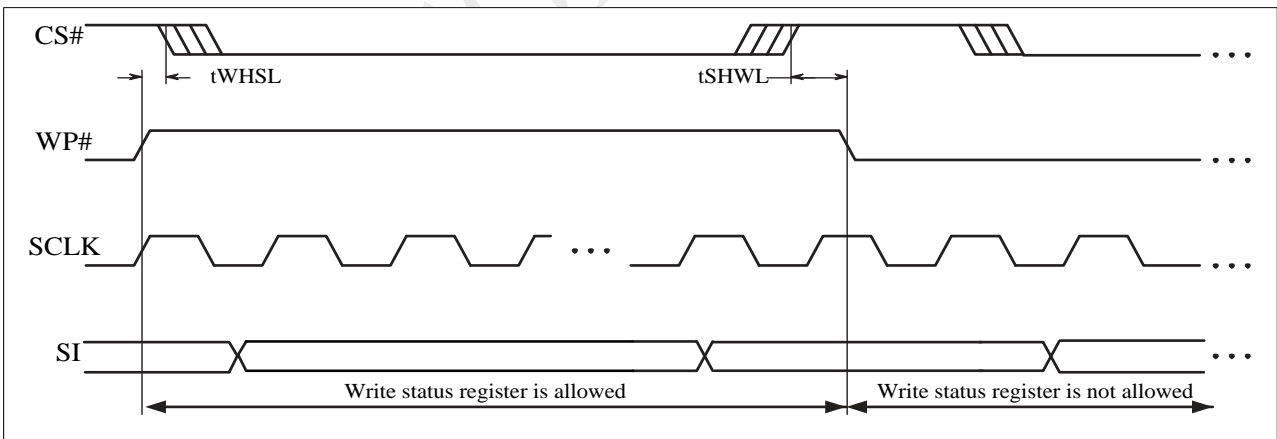 CS#
tWHSL
tSHWL
WP#
SCLK
SI
Write status register is allowed
Write status register is not allowed